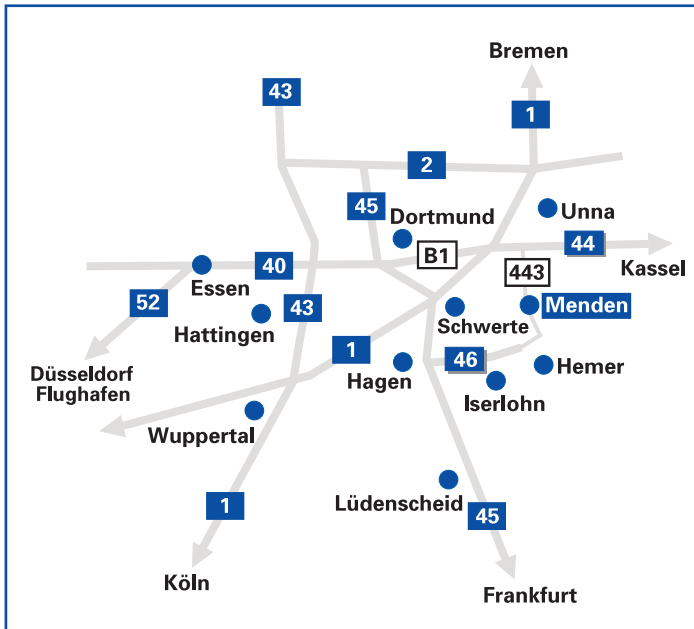 Bremen
43
1
2
45
Dortmund
Unna
B1
44
40
443
Kassel
Essen
52
43
Menden
Hattingen
Schwerte
1
46
Düsseldorf
Flughafen
Hagen
Hemer
Iserlohn
Wuppertal
Lüdenscheid
1
45
Köln
Frankfurt